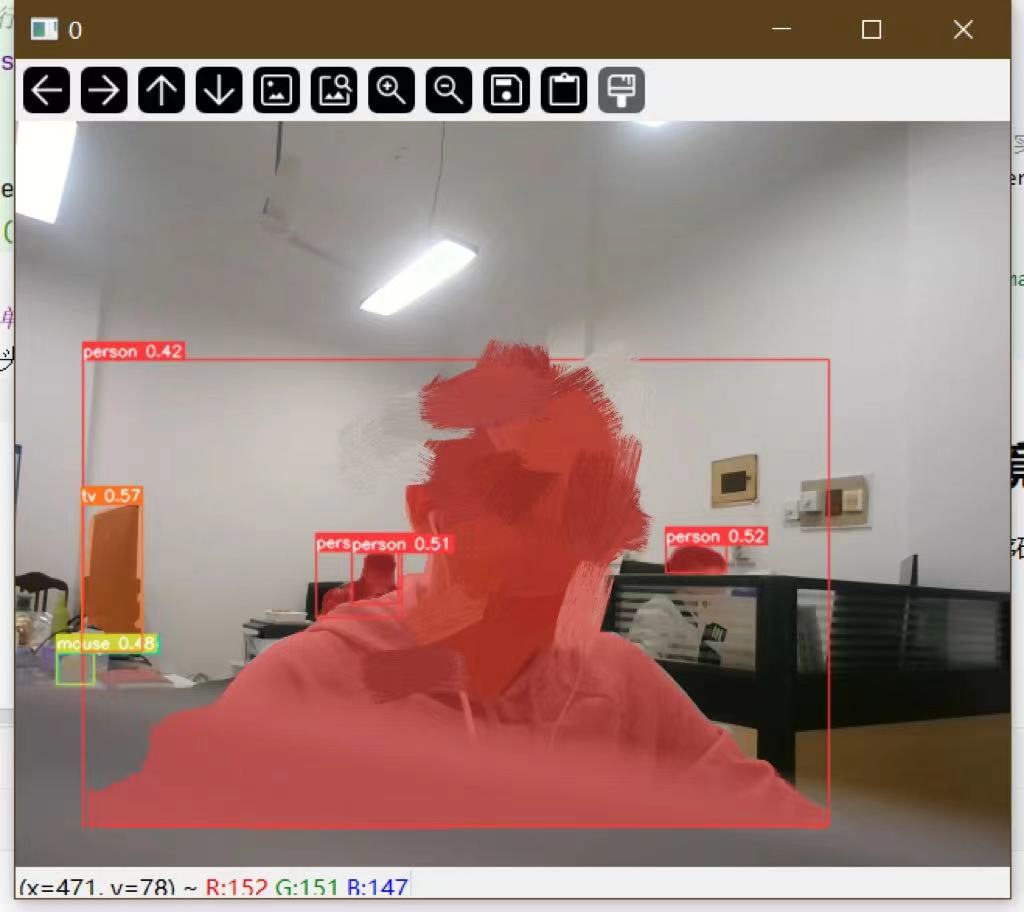 0
person 0.42
tv 0.57
person 0.52
pers
person 0.51
mouse 0.48
(x=471, y=78) ~ R:152 G:151 B:147